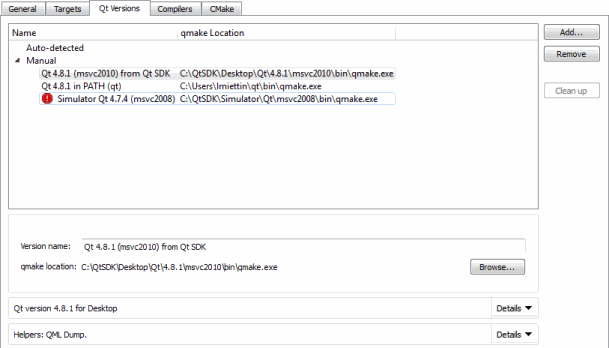 General Targets Qt Versions Compilers CMake
Name qmake Location Add...
Auto-detected
Manual Remove
Qt 4.8.1 (msvc2010) from Qt SDK C:\QtSDK\Desktop\Qt\4.8.1\msvc2010\bin\qmake.exe
Qt 4.8.1 in PATH (qt) C:\Users\lmiettin\qt\bin\qmake.exe Clean up
Simulator Qt 4.7.4 (msvc2008) C:\QtSDK\Simulator\Qt\msvc2008\bin\qmake.exe
Version name: Qt 4.8.1 (msvc2010) from Qt SDK
qmake location: C:\QtSDK\Desktop\Qt\4.8.1\msvc2010\bin\qmake.exe Browse...
Qt version 4.8.1 for Desktop Details
Helpers: QML Dump. Details